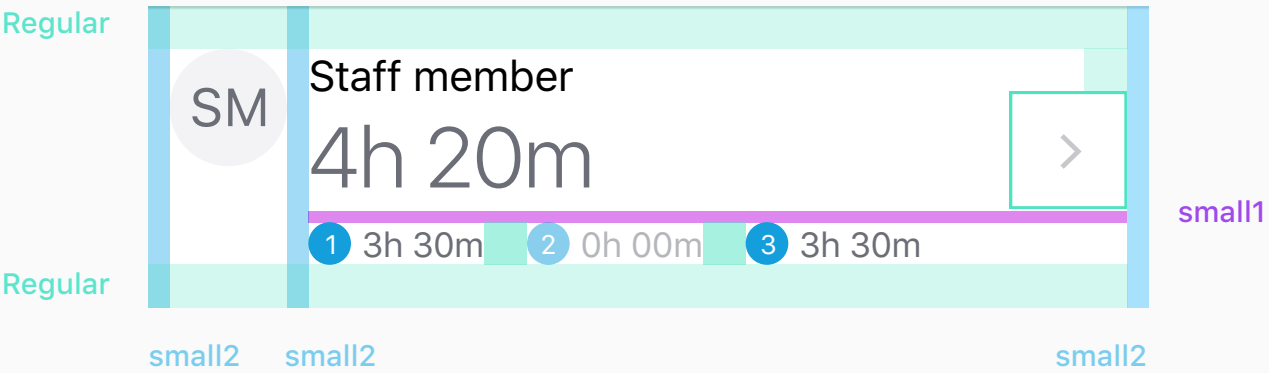 Regular
SM
Staff member
4h 20m
small1
1 3h 30m 2 0h 00m 3 3h 30m
Regular
small2 small2 small2